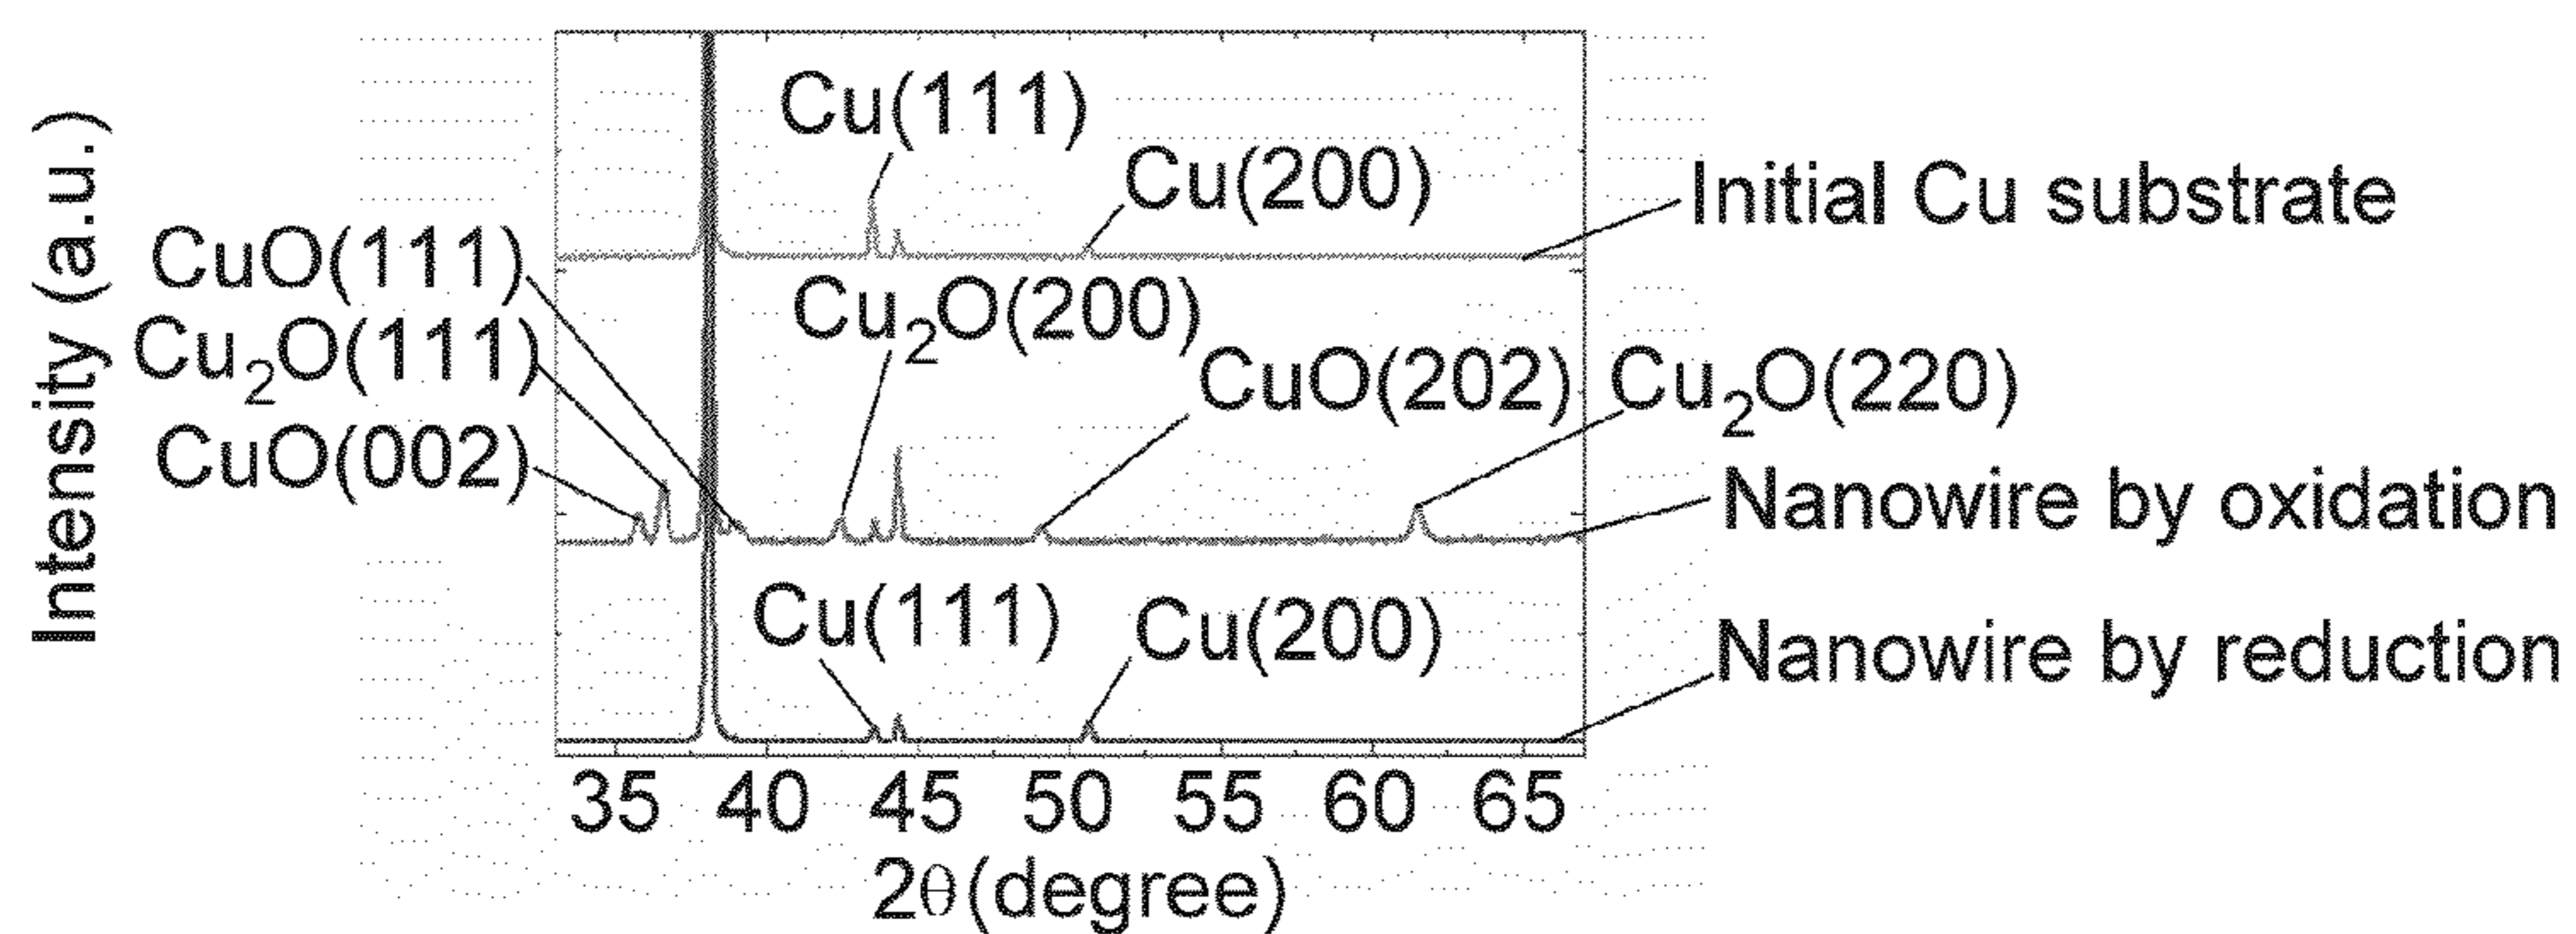 Intensity (a.u.)
Cu(111)
Cu(200)
Initial Cu substrate
CuO(111)
Cu₂O(111)
CuO(002)
Cu₂O(200)
CuO(202)
Cu₂O(220)
Nanowire by oxidation
Cu(111)
Cu(200)
Nanowire by reduction
35 40 45 50 55 60 65
2θ(degree)